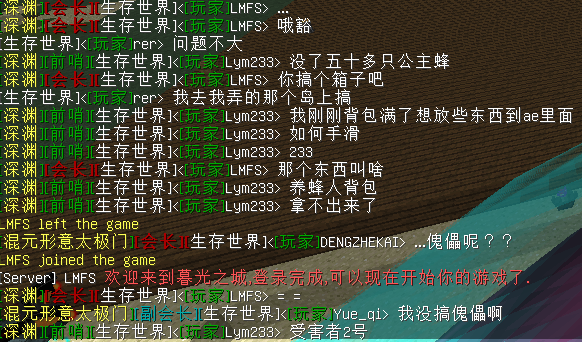 [深渊][会长][生存世界]<[玩家]LMFS> …
[深渊][会长][生存世界]<[玩家]LMFS> 哦豁
[生存世界]<[玩家]rer> 问题不大
[深渊][前哨][生存世界]<[玩家]Lym233> 没了五十多只公主蜂
[深渊][会长][生存世界]<[玩家]LMFS> 你搞个箱子吧
[生存世界]<[玩家]rer> 我去我弄的那个岛上搞
[深渊][前哨][生存世界]<[玩家]Lym233> 我刚刚背包满了想放些东西到ae里面
[深渊][前哨][生存世界]<[玩家]Lym233> 如何手滑
[深渊][前哨][生存世界]<[玩家]Lym233> 233
[深渊][会长][生存世界]<[玩家]LMFS> 那个东西叫啥
[深渊][前哨][生存世界]<[玩家]Lym233> 养蜂人背包
[深渊][前哨][生存世界]<[玩家]Lym233> 拿不出来了
LMFS left the game
[混元形意太极门][会长][生存世界]<[玩家]DENGZHEKAI> …傀儡呢？？
LMFS joined the game
[Server] LMFS 欢迎来到暮光之城,登录完成,可以现在开始你的游戏了.
[深渊][会长][生存世界]<[玩家]LMFS> = =
[混元形意太极门][副会长][生存世界]<[玩家]Yue_qi> 我没搞傀儡啊
[深渊][前哨][生存世界]<[玩家]Lym233> 受害者2号